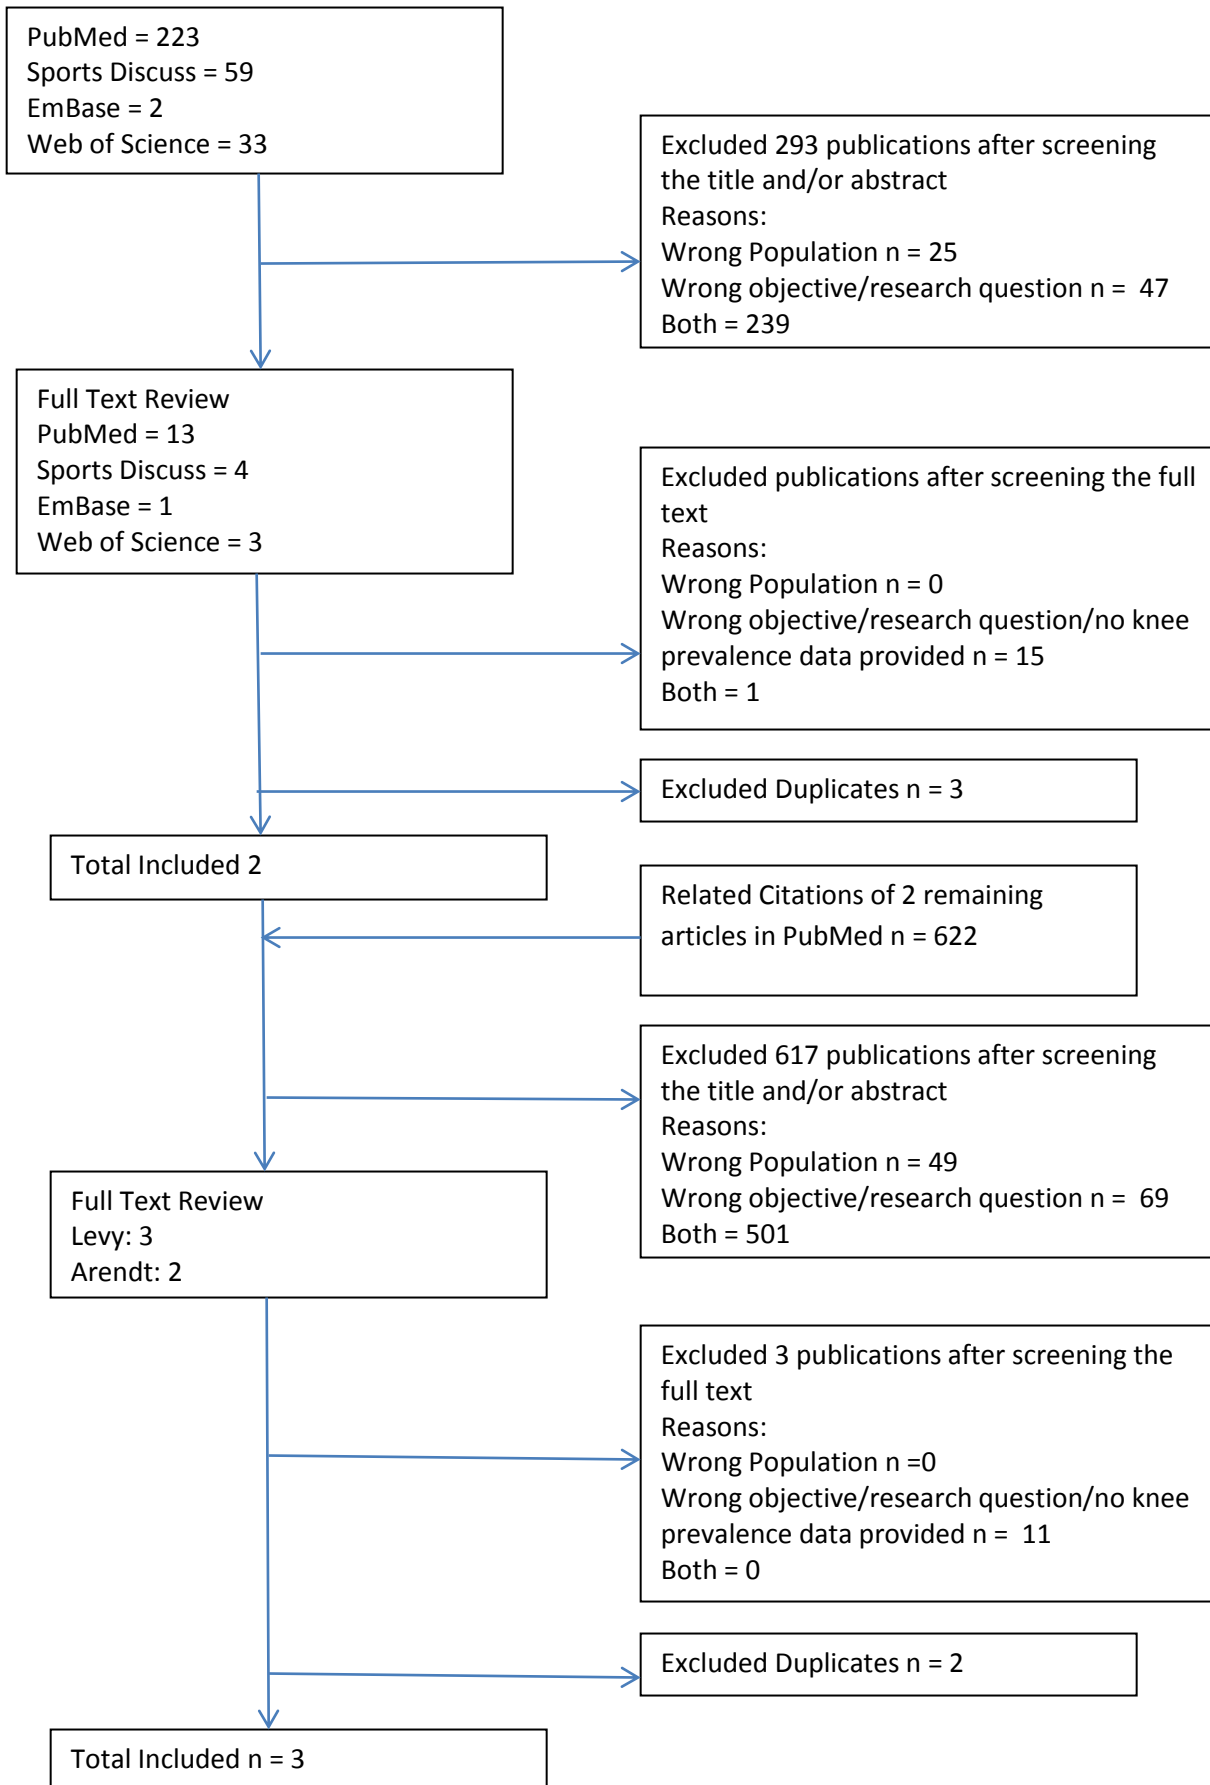 PubMed = 223
Sports Discuss = 59
EmBase = 2
Web of Science = 33
Excluded 293 publications after screening
the title and/or abstract
Reasons:
Wrong Population n = 25
Wrong objective/research question n =  47
Both = 239
Full Text Review
PubMed = 13
Sports Discuss = 4
EmBase = 1
Web of Science = 3
Excluded publications after screening the full
text
Reasons:
Wrong Population n = 0
Wrong objective/research question/no knee
prevalence data provided n = 15
Both = 1
Excluded Duplicates n = 3
Total Included 2
Related Citations of 2 remaining
articles in PubMed n = 622
Excluded 617 publications after screening
the title and/or abstract
Reasons:
Wrong Population n = 49
Wrong objective/research question n =  69
Both = 501
Full Text Review
Levy: 3
Arendt: 2
Excluded 3 publications after screening the
full text
Reasons:
Wrong Population n =0
Wrong objective/research question/no knee
prevalence data provided n =  11
Both = 0
Excluded Duplicates n = 2
Total Included n = 3